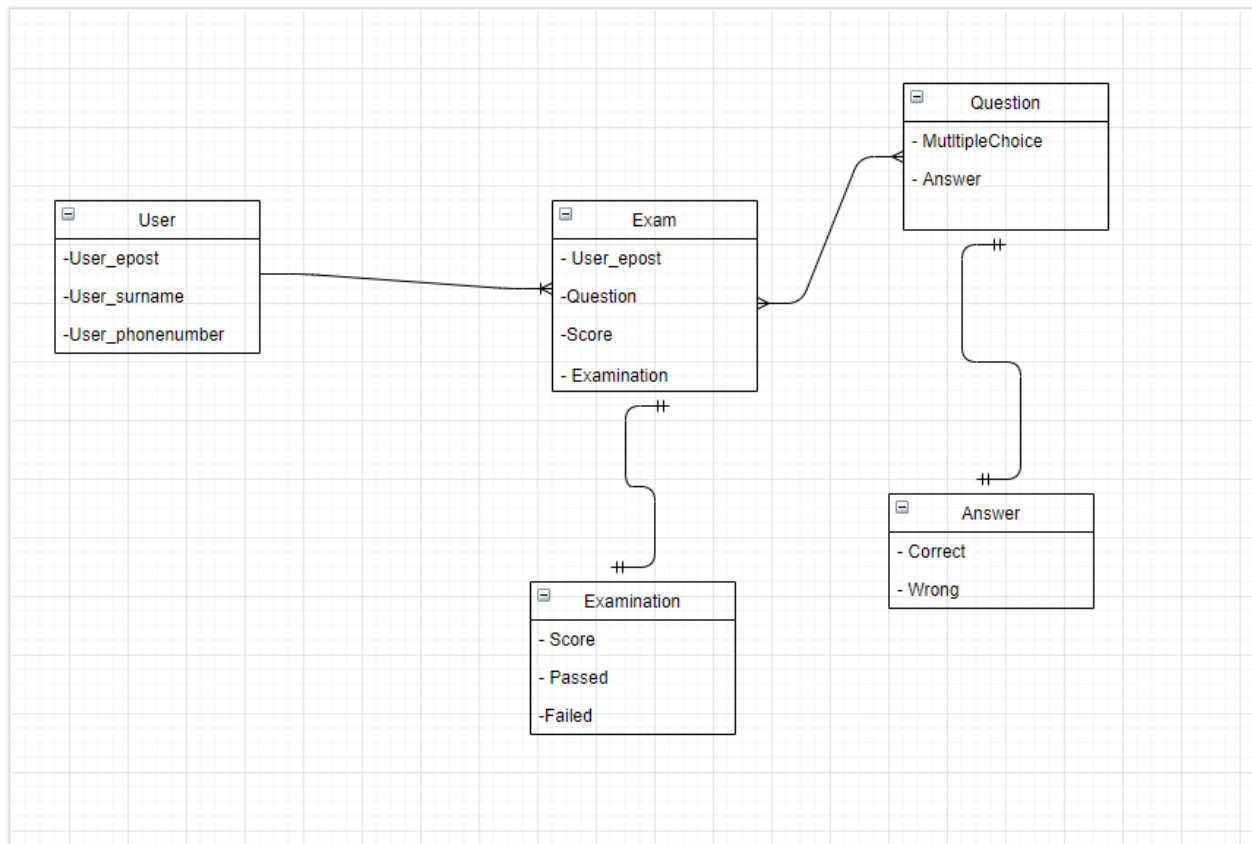 User
-User_epost
-User_surname
-User_phonenumber
Exam
- User_epost
-Question
-Score
- Examination
Question
- MutltipleChoice
- Answer
Examination
- Score
- Passed
-Failed
Answer
- Correct
- Wrong